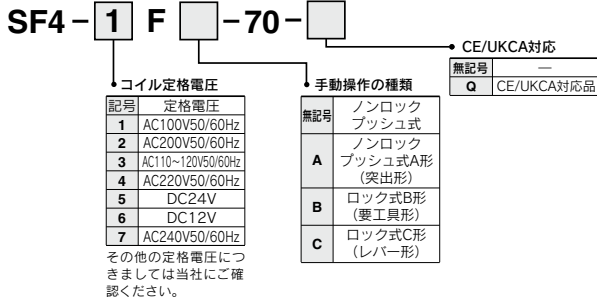 SF4－1 F －70－
CE/UKCA対応
無記号 —
Q CE/UKCA対応品
コイル定格電圧
記号 定格電圧
1 AC100V50/60Hz
2 AC200V50/60Hz
3 AC110～120V50/60Hz
4 AC220V50/60Hz
5 DC24V
6 DC12V
7 AC240V50/60Hz
その他の定格電圧につ
きましては当社にご確
認ください。
手動操作の種類
無記号 ノンロック
プッシュ式
A ノンロック
プッシュ式A形
（突出形）
B ロック式B形
（要工具形）
C ロック式C形
（レバー形）